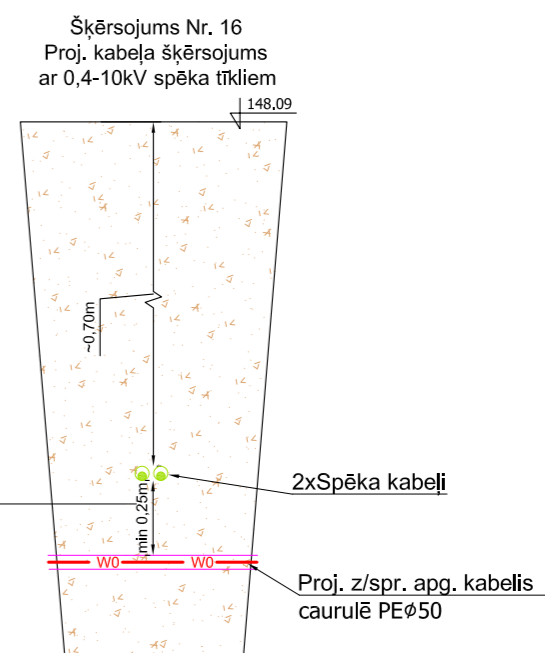 Šķērsojums Nr. 16
Proj. kabeļa šķērsojums
ar 0,4-10kV spēka tīkliem
148.09
~0,70m
2xSpēka kabeļi
min 0,25m
W0 W0
Proj. z/spr. apg. kabelis
caurulē PEφ50